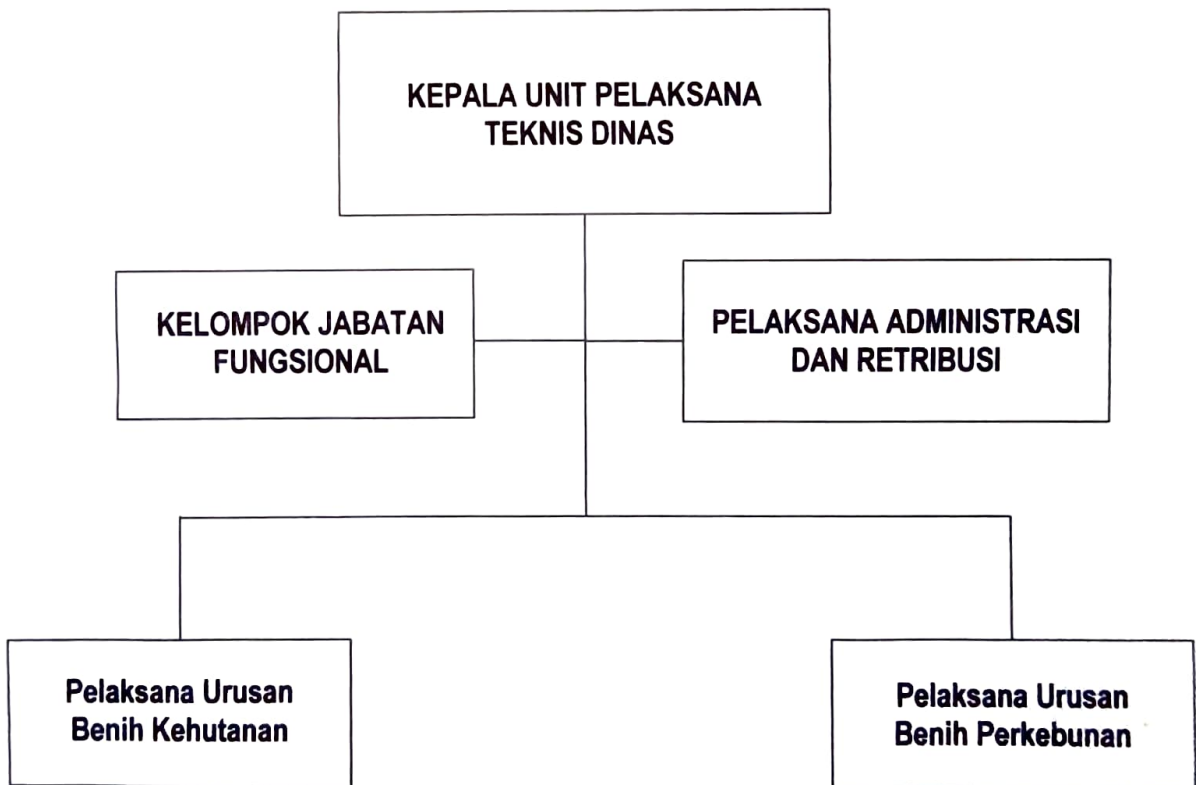 KEPALA UNIT PELAKSANA
TEKNIS DINAS
KELOMPOK JABATAN
FUNGSIONAL
PELAKSANA ADMINISTRASI
DAN RETRIBUSI
Pelaksana Urusan
Benih Kehutanan
Pelaksana Urusan
Benih Perkebunan